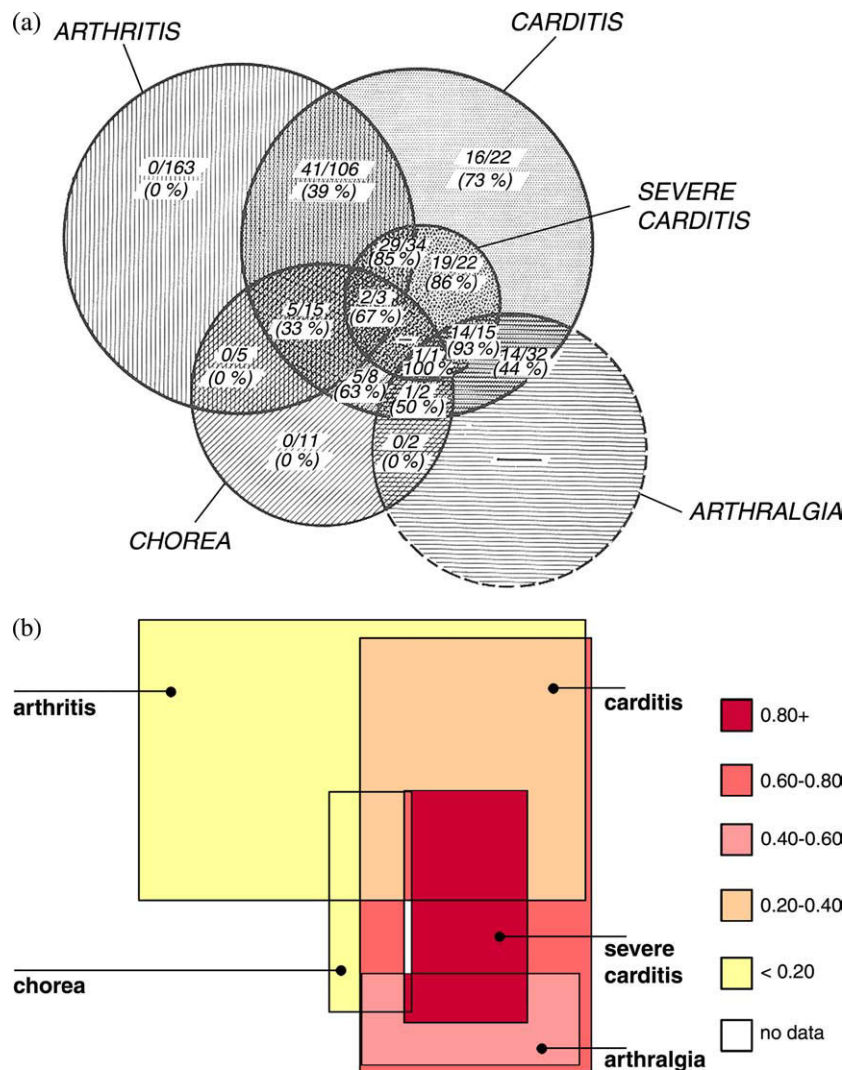 (a)
ARTHRITIS
CARDITIS
0/163
(0 %)
41/106
(39 %)
16/22
(73 %)
SEVERE
CARDITIS
29/34
(85 %)
19/22
(86 %)
2/3
(67 %)
5/15
(33 %)
14/15
(93 %)
14/32
(44 %)
1/1
100 %
0/5
(0 %)
5/8
(63 %)
1/2
(50 %)
0/11
(0 %)
0/2
(0 %)
CHOREA
ARTHRALGIA
(b)
arthritis
carditis
0.80+
0.60-0.80
0.40-0.60
0.20-0.40
severe
carditis
chorea
< 0.20
no data
arthralgia